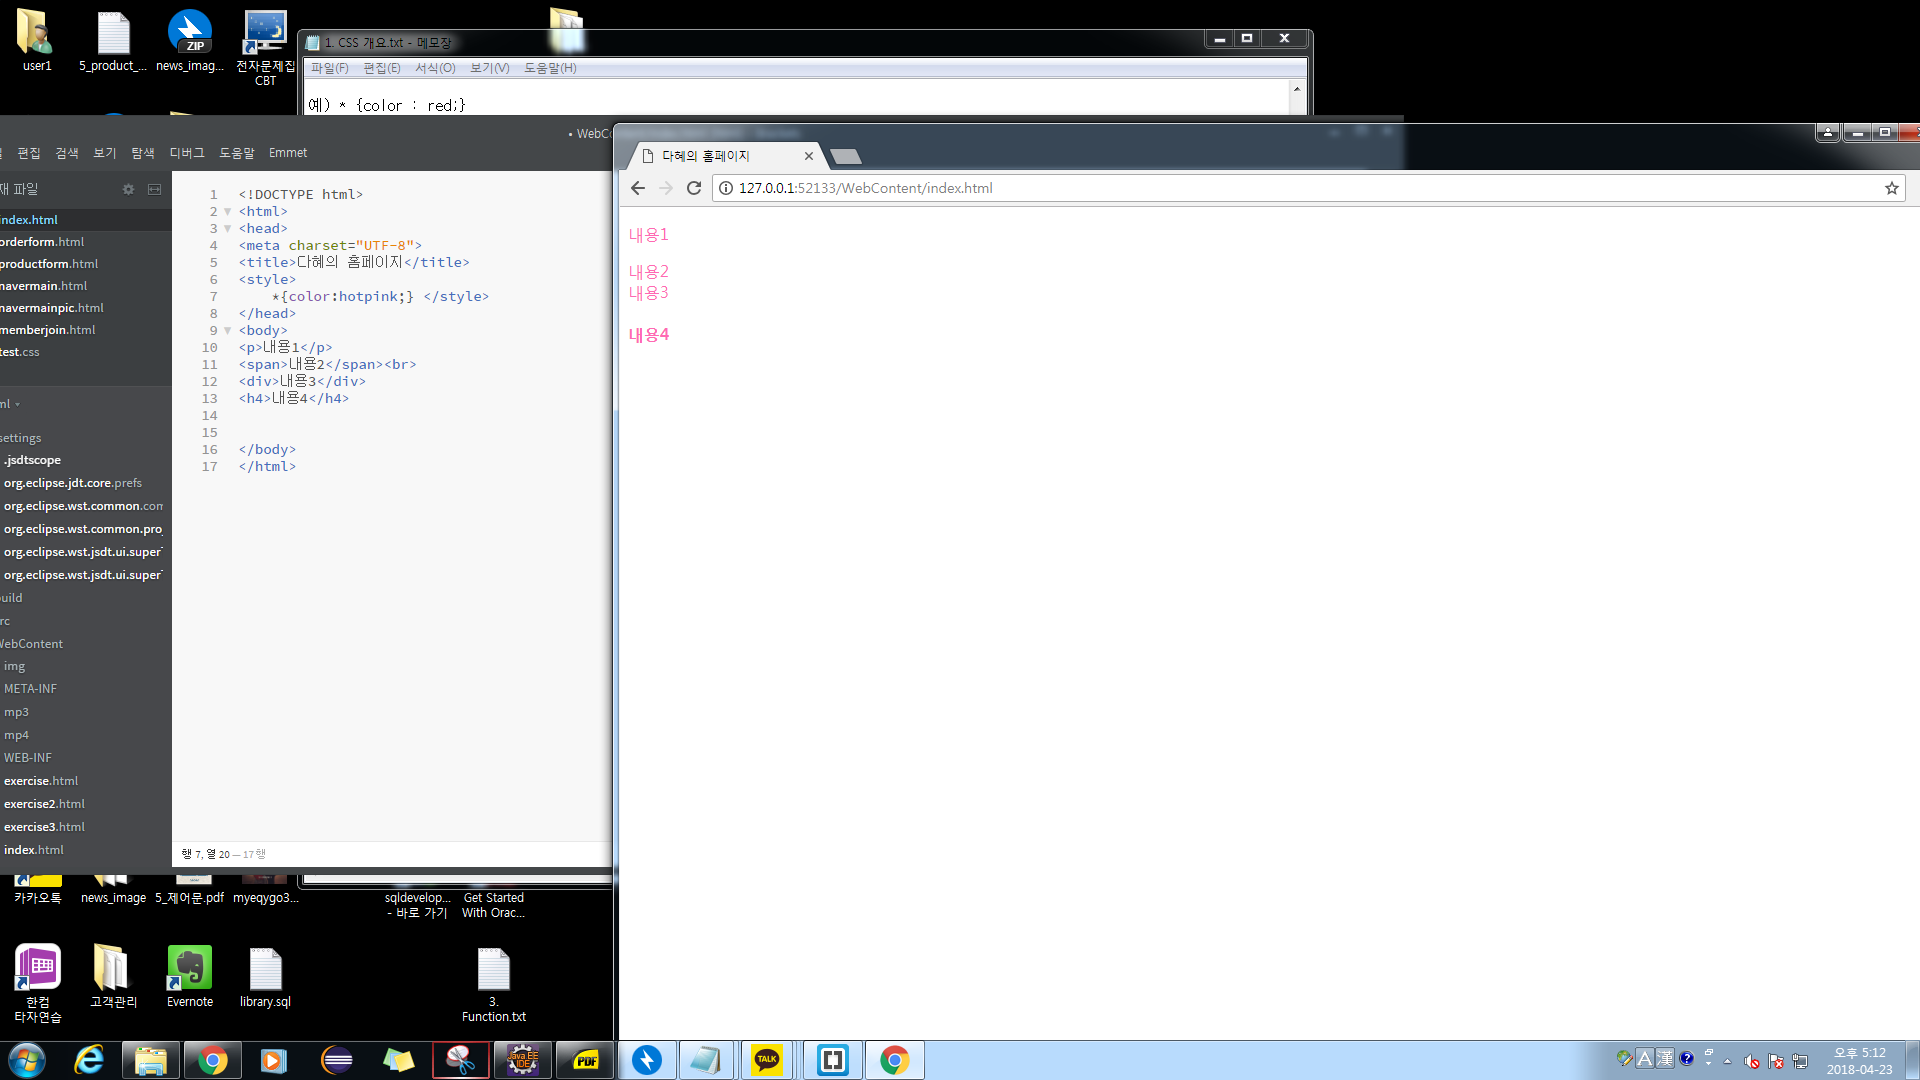 user1
5_product_...
news_imag...
전자문제집
CBT
1. CSS 개요.txt - 메모장
파일(F) 편집(E) 서식(O) 보기(V) 도움말(H)
예) * {color : red;}
편집 검색 보기 탐색 디버그 도움말 Emmet
재 파일
index.html
orderform.html
productform.html
navermain.html
navermainpic.html
memberjoin.html
test.css
ml
settings
.jsdtscope
org.eclipse.jdt.core.prefs
org.eclipse.wst.common.com
org.eclipse.wst.common.pro
org.eclipse.wst.jsdt.ui.super
org.eclipse.wst.jsdt.ui.super
uild
rc
WebContent
img
META-INF
mp3
mp4
WEB-INF
exercise.html
exercise2.html
exercise3.html
index.html
• WebC
1 <!DOCTYPE html>
2 <html>
3 <head>
4 <meta charset="UTF-8">
5 <title>다혜의 홈페이지</title>
6 <style>
7 *{color:hotpink;} </style>
8 </head>
9 <body>
10 <p>내용1</p>
11 <span>내용2</span><br>
12 <div>내용3</div>
13 <h4>내용4</h4>
14
15
16 </body>
17 </html>
행 7, 열 20 — 17 행
다혜의 홈페이지
127.0.0.1:52133/WebContent/index.html
내용1
내용2
내용3
내용4
카카오톡
news_image
5_제어문.pdf
myeqygo3...
sqldevelop...
- 바로 가기
Get Started
With Orac...
한컴
타자연습
고객관리
Evernote
library.sql
3.
Function.txt
ZIP
Java EE
IDE
PDF
TALK
A 漢
오후 5:12
2018-04-23